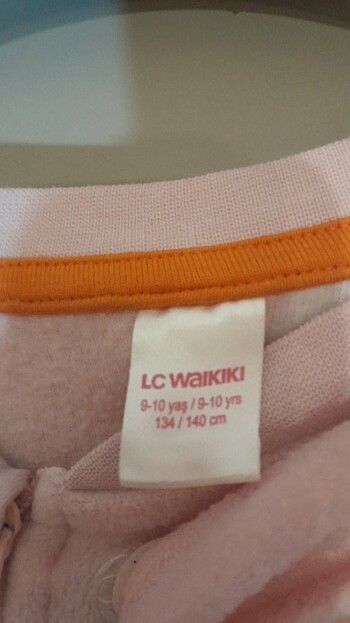 LC WAIKIKI
9-10 yaş / 9-10 yrs
134 / 140 cm